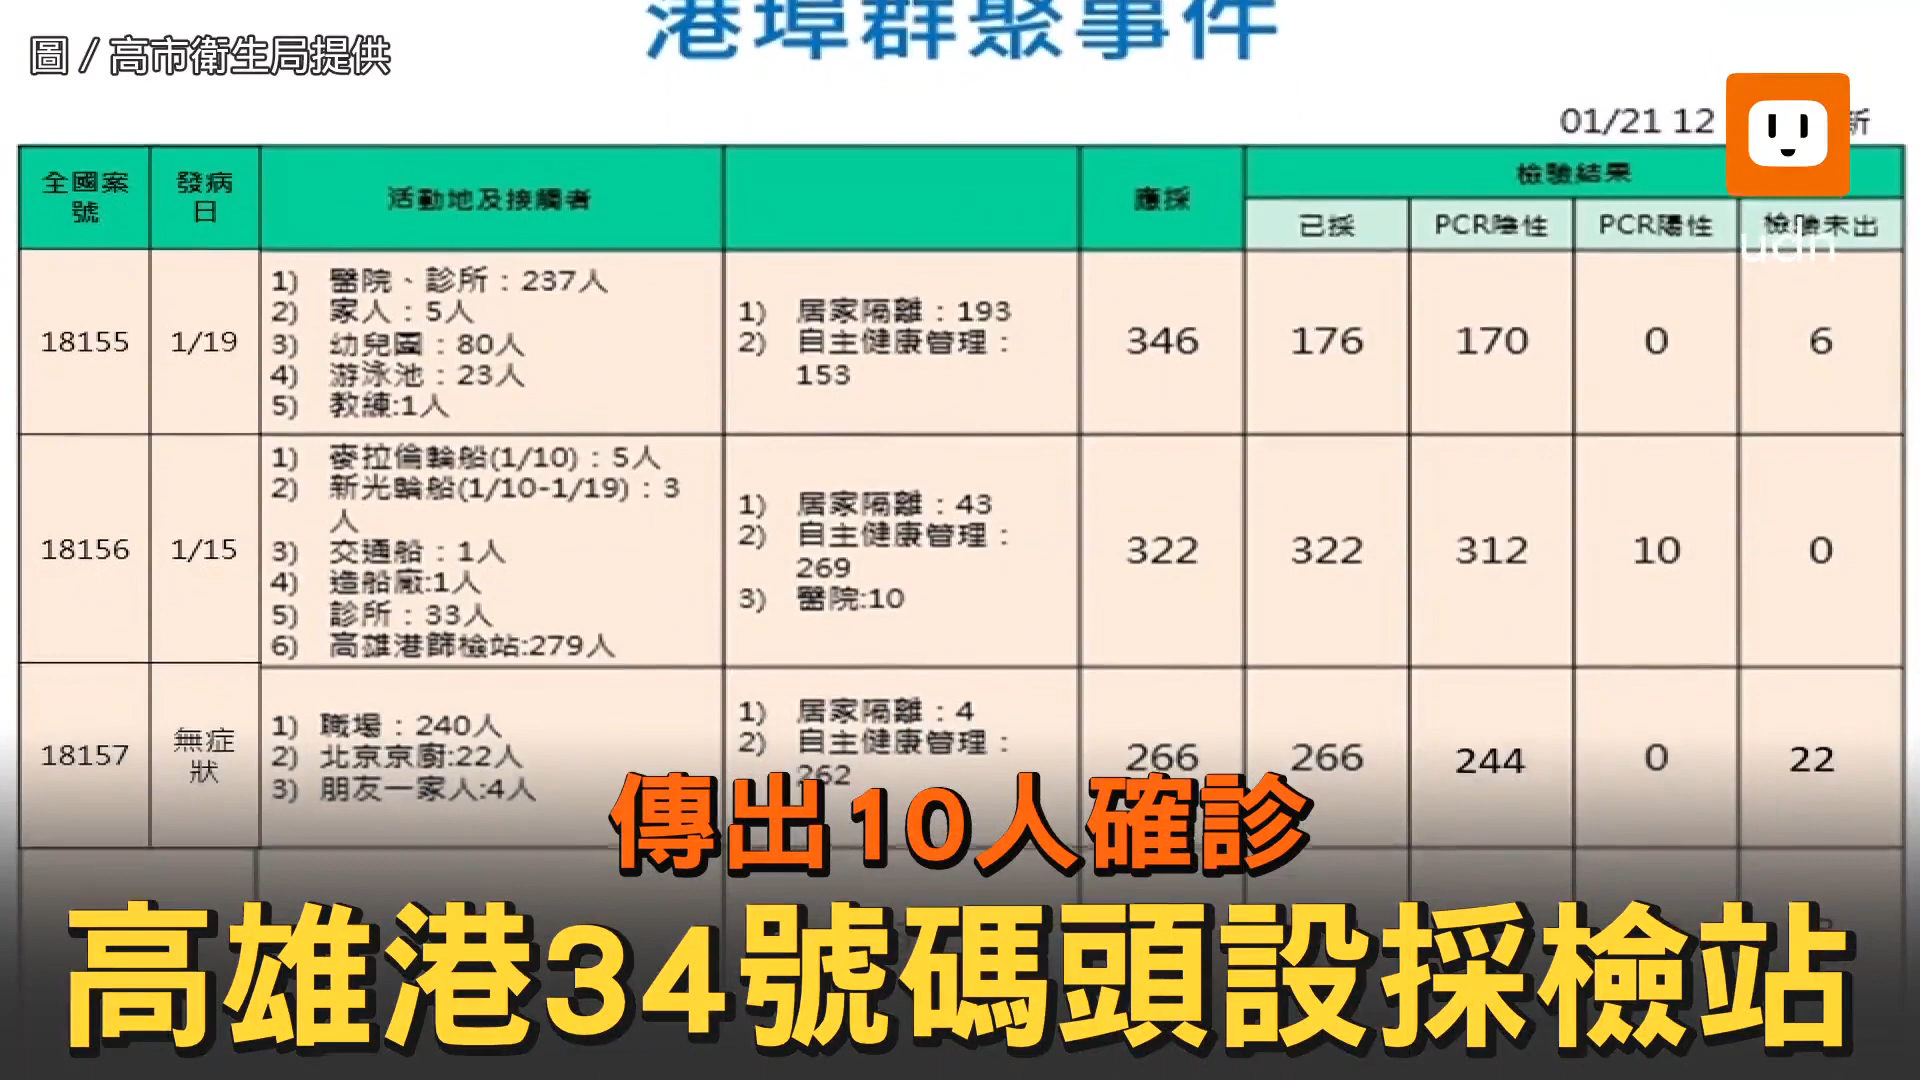 港埠群聚事件
圖 / 高市衛生局提供
01/21 12
新
全國案號
發病日
活動地及接觸者
應採
檢驗結果
已採
PCR陰性
PCR陽性
檢驗未出
udn
18155
1/19
1) 醫院、診所：237人
2) 家人：5人
3) 幼兒園：80人
4) 游泳池：23人
5) 教練:1人
1) 居家隔離：193
2) 自主健康管理：
153
346
176
170
0
6
18156
1/15
1) 麥拉倫輪船(1/10)：5人
2) 新光輪船(1/10-1/19)：3
人
3) 交通船：1人
4) 造船廠:1人
5) 診所：33人
6) 高雄港篩檢站:279人
1) 居家隔離：43
2) 自主健康管理：
269
3) 醫院:10
322
322
312
10
0
18157
無症狀
1) 職場：240人
2) 北京京廚:22人
3) 朋友一家人:4人
1) 居家隔離：4
2) 自主健康管理：
262
266
266
244
0
22
傳出10人確診
高雄港34號碼頭設採檢站